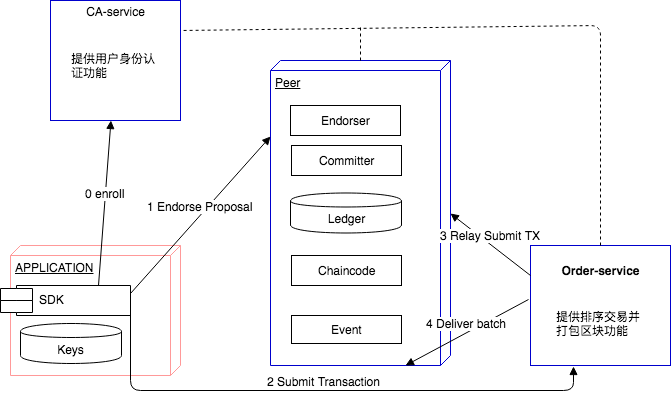 CA-service
提供用户身份认
证功能
Peer
Endorser
Committer
Ledger
Chaincode
Event
0 enroll
1 Endorse Proposal
APPLICATION
SDK
Keys
3 Relay Submit TX
Order-service
提供排序交易并
打包区块功能
4 Deliver batch
2 Submit Transaction